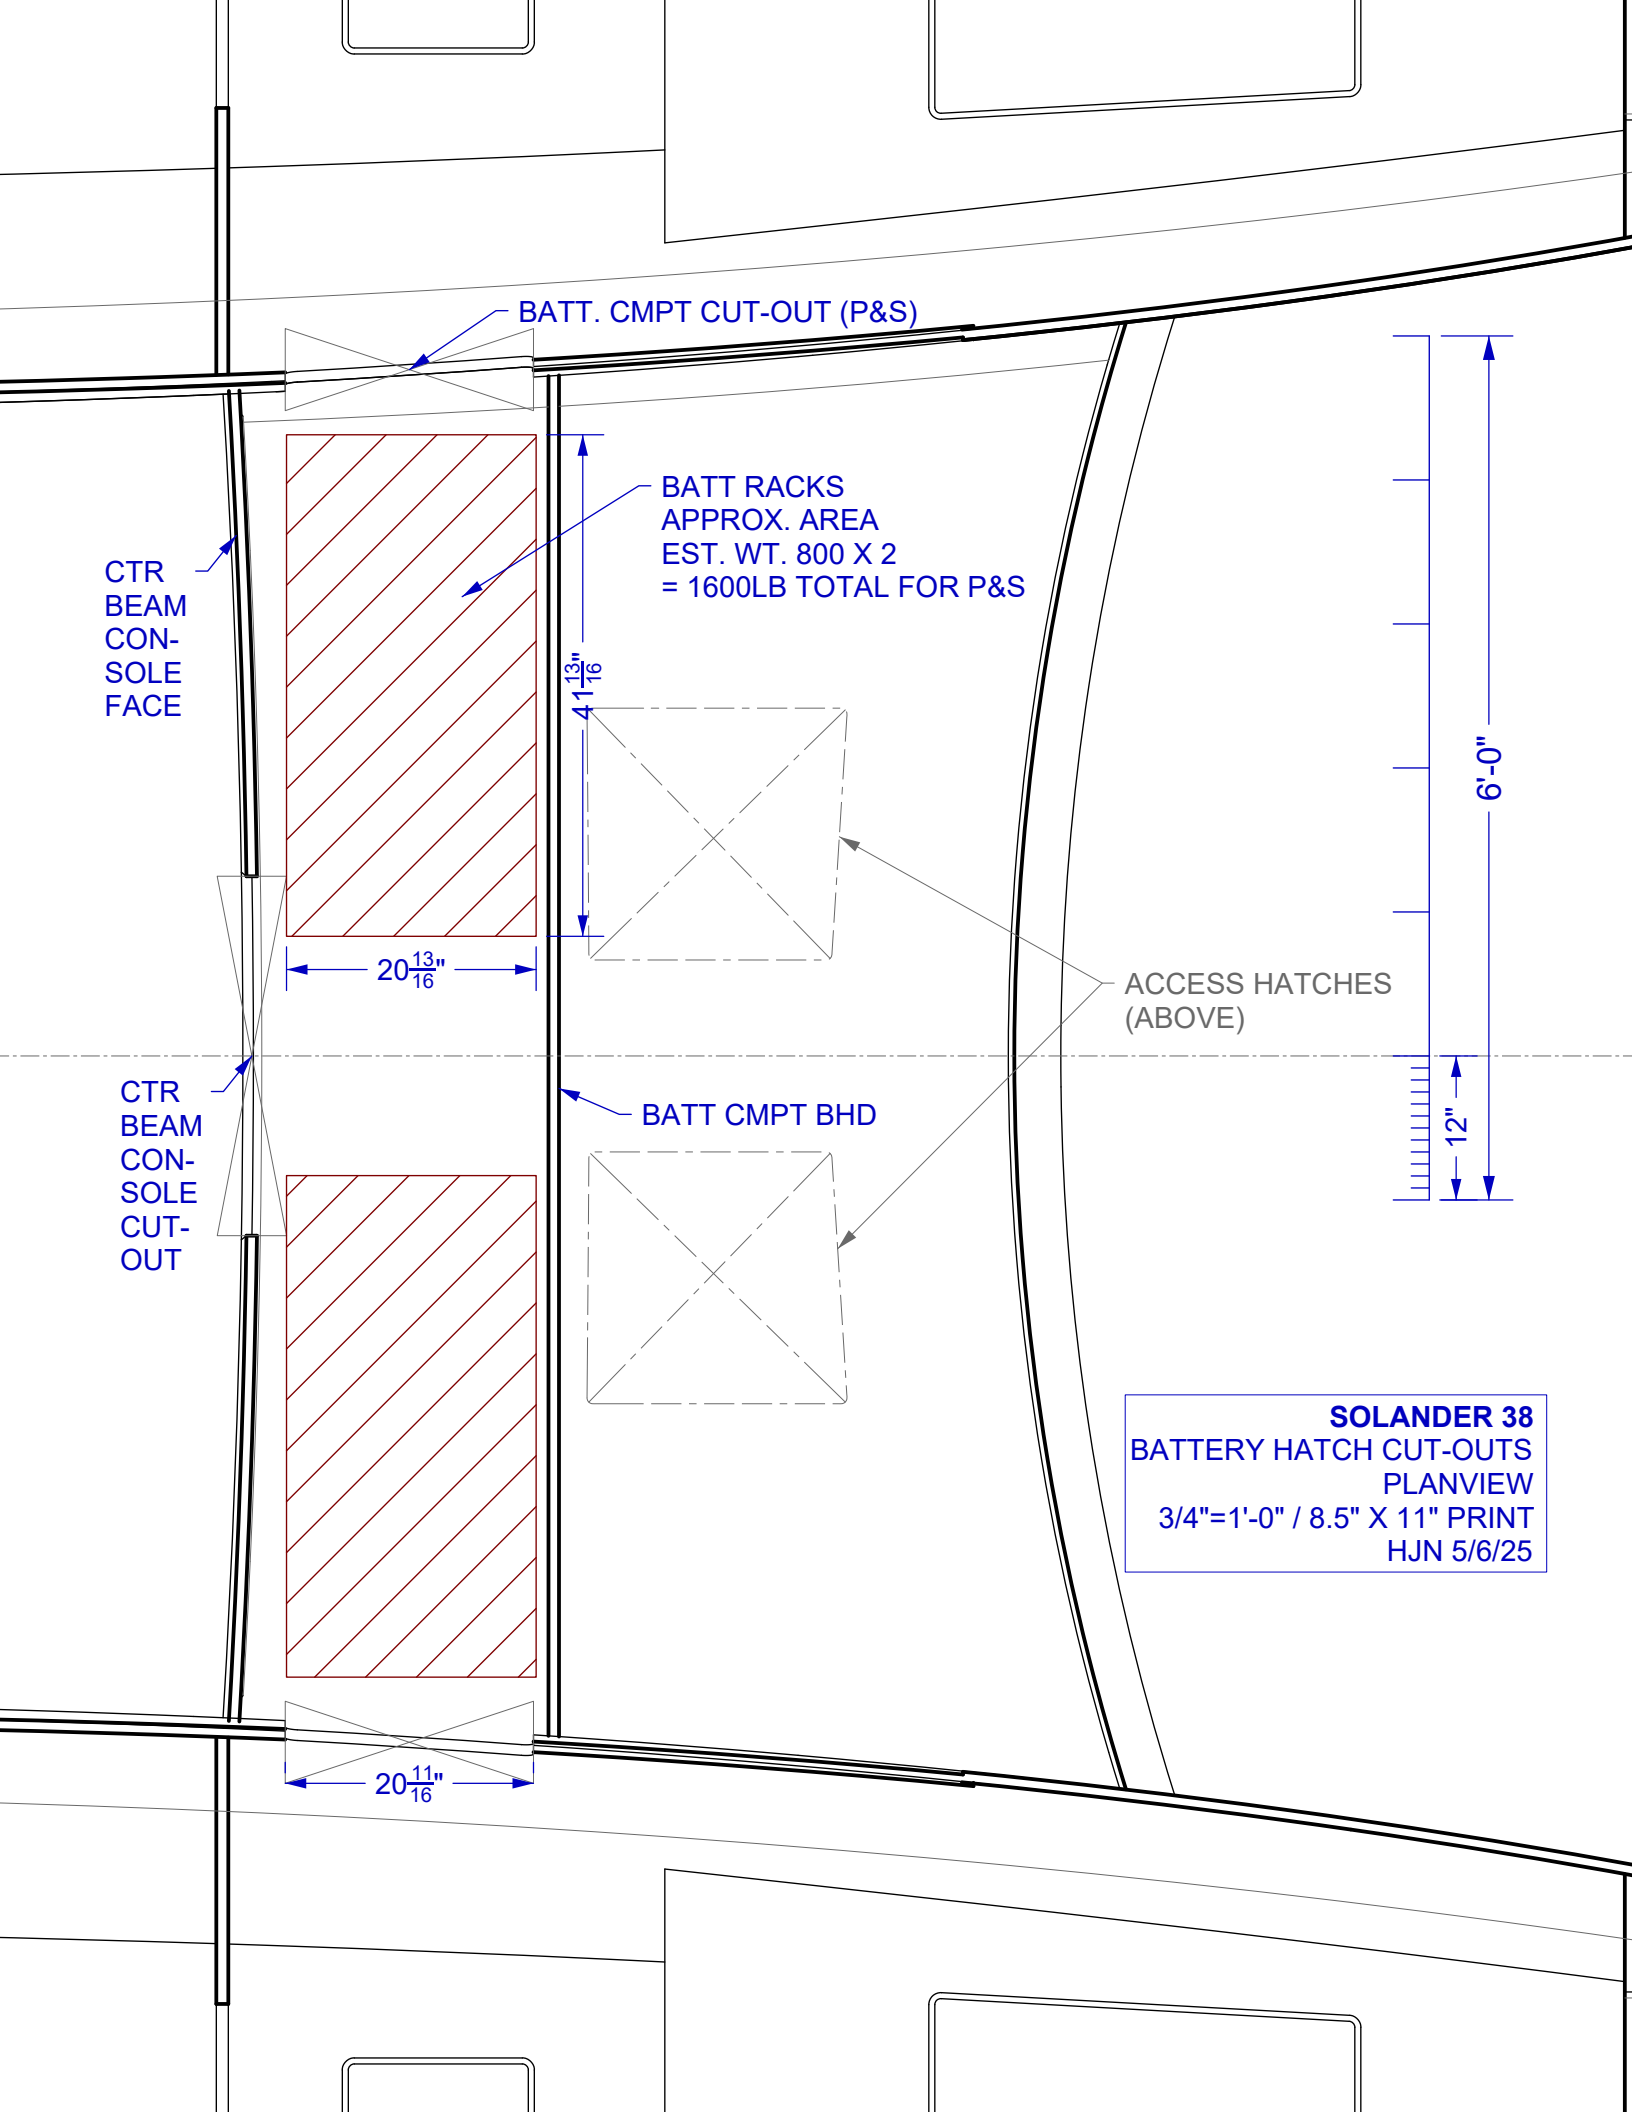 BATT. CMPT CUT-OUT (P&S)
BATT RACKS
APPROX. AREA
EST. WT. 800 X 2
= 1600LB TOTAL FOR P&S
CTR
BEAM
CON-
SOLE
FACE
41 13/16"
6'-0"
20 13/16"
ACCESS HATCHES
(ABOVE)
CTR
BEAM
CON-
SOLE
CUT-
OUT
BATT CMPT BHD
12"
SOLANDER 38
BATTERY HATCH CUT-OUTS
PLANVIEW
3/4"=1'-0" / 8.5" X 11" PRINT
HJN 5/6/25
20 11/16"